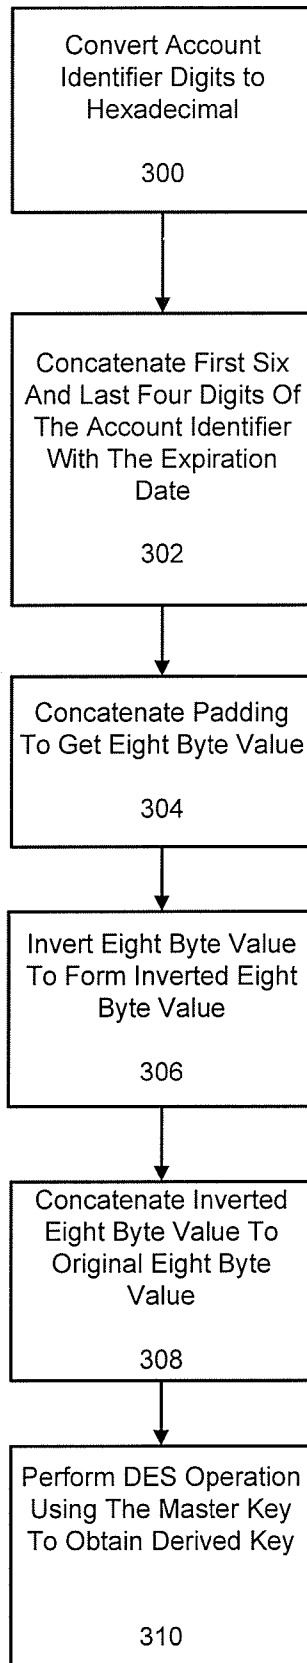 Convert Account
Identifier Digits to
Hexadecimal
300
Concatenate First Six
And Last Four Digits Of
The Account Identifier
With The Expiration
Date
302
Concatenate Padding
To Get Eight Byte Value
304
Invert Eight Byte Value
To Form Inverted Eight
Byte Value
306
Concatenate Inverted
Eight Byte Value To
Original Eight Byte
Value
308
Perform DES Operation
Using The Master Key
To Obtain Derived Key
310